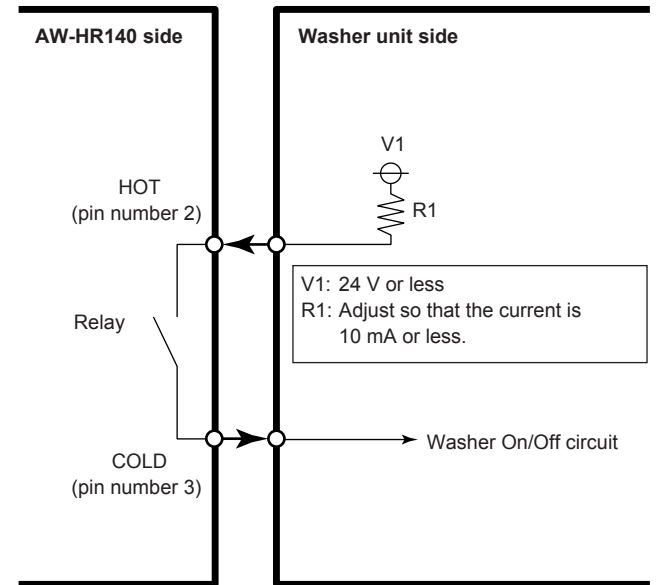 AW-HR140 side
Washer unit side
V1
R1
HOT
(pin number 2)
V1: 24 V or less
R1: Adjust so that the current is
10 mA or less.
Relay
Washer On/Off circuit
COLD
(pin number 3)